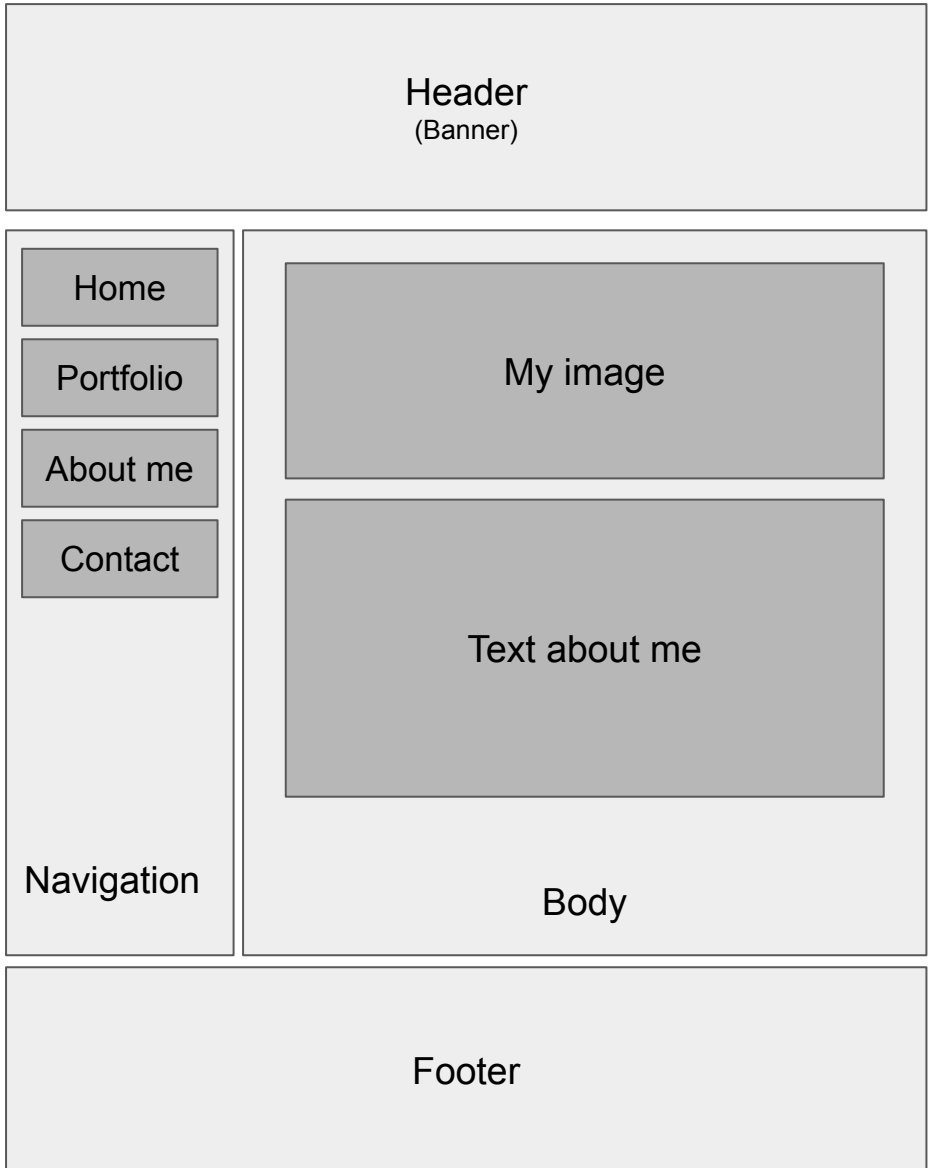 Header
(Banner)
Home
Portfolio
About me
Contact
Navigation
My image
Text about me
Body
Footer